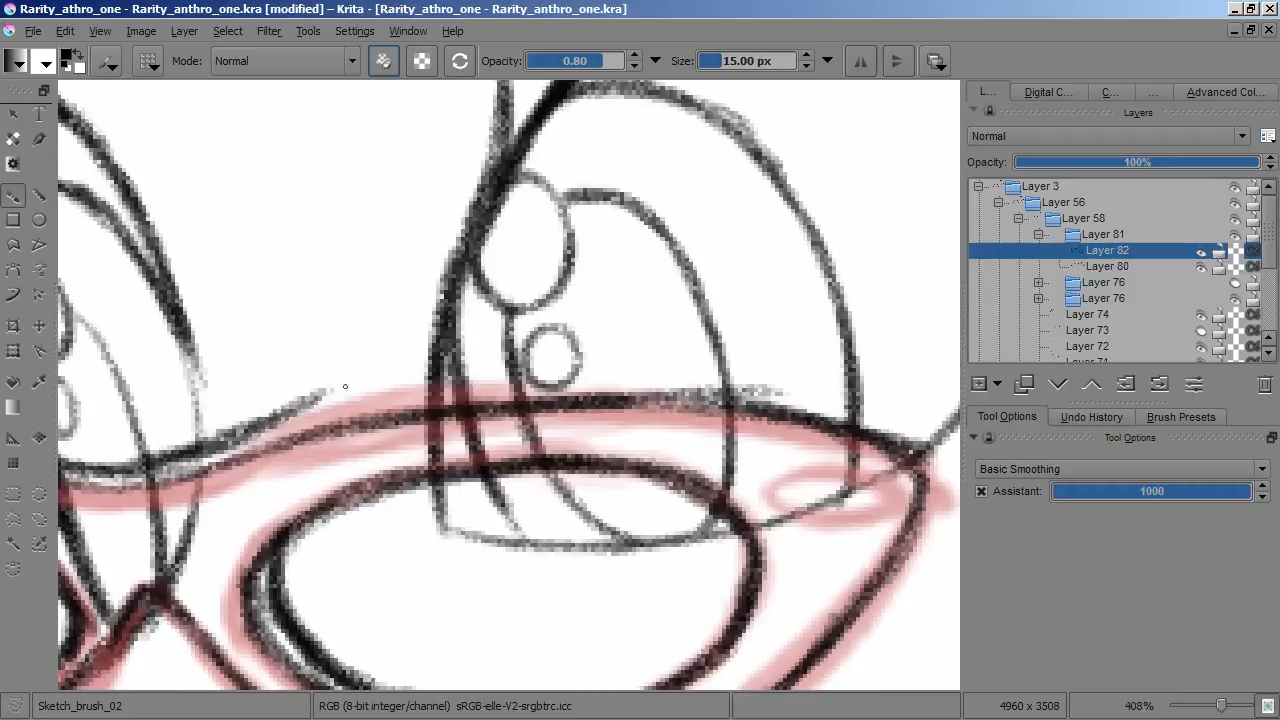 Rarity_athro_one - Rarity_anthro_one.kra [modified] – Krita - [Rarity_athro_one - Rarity_anthro_one.kra]
File Edit View Image Layer Select Filter Tools Settings Window Help
Mode: Normal Opacity: 0.80 Size: 15.00 px
L... Digital C... C... ... Advanced Col...
Layers
Normal
Opacity: 100%
Layer 3
Layer 56
Layer 58
Layer 81
Layer 82
Layer 80
Layer 76
Layer 76
Layer 74
Layer 73
Layer 72
Layer 71
Tool Options Undo History Brush Presets
Tool Options
Basic Smoothing
Assistant: 1000
Sketch_brush_02 RGB (8-bit integer/channel) sRGB-elle-V2-srgbtrc.icc 4960 x 3508 408%